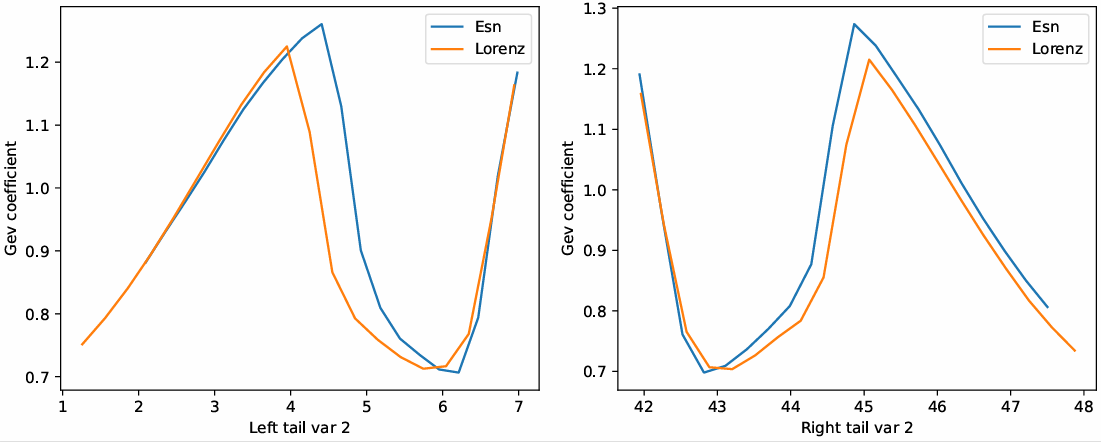 Esn
Lorenz
1.2
1.1
1.0
0.9
0.8
0.7
Gev coefficient
1 2 3 4 5 6 7
Left tail var 2
Esn
Lorenz
1.3
1.2
1.1
1.0
0.9
0.8
0.7
Gev coefficient
42 43 44 45 46 47 48
Right tail var 2